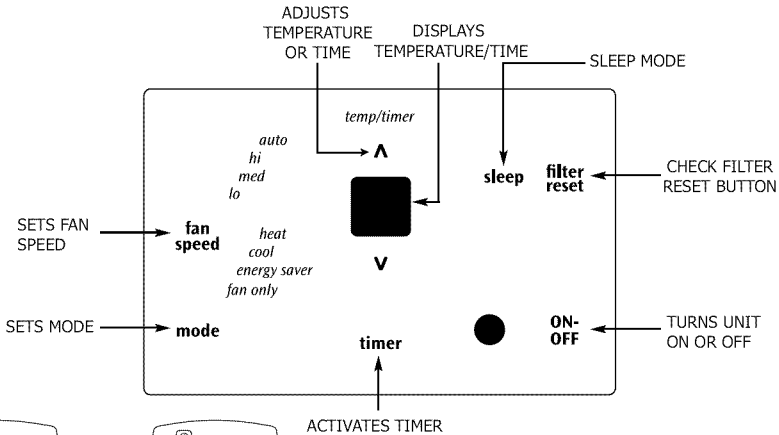 ADJUSTS
TEMPERATURE
OR TIME
DISPLAYS
TEMPERATURE/TIME
SLEEP MODE
temp/timer
auto
hi
med
lo
sleep
filter
reset
CHECK FILTER
RESET BUTTON
SETS FAN
SPEED
fan
speed
heat
cool
energy saver
fan only
SETS MODE
mode
timer
ON-
OFF
TURNS UNIT
ON OR OFF
ACTIVATES TIMER